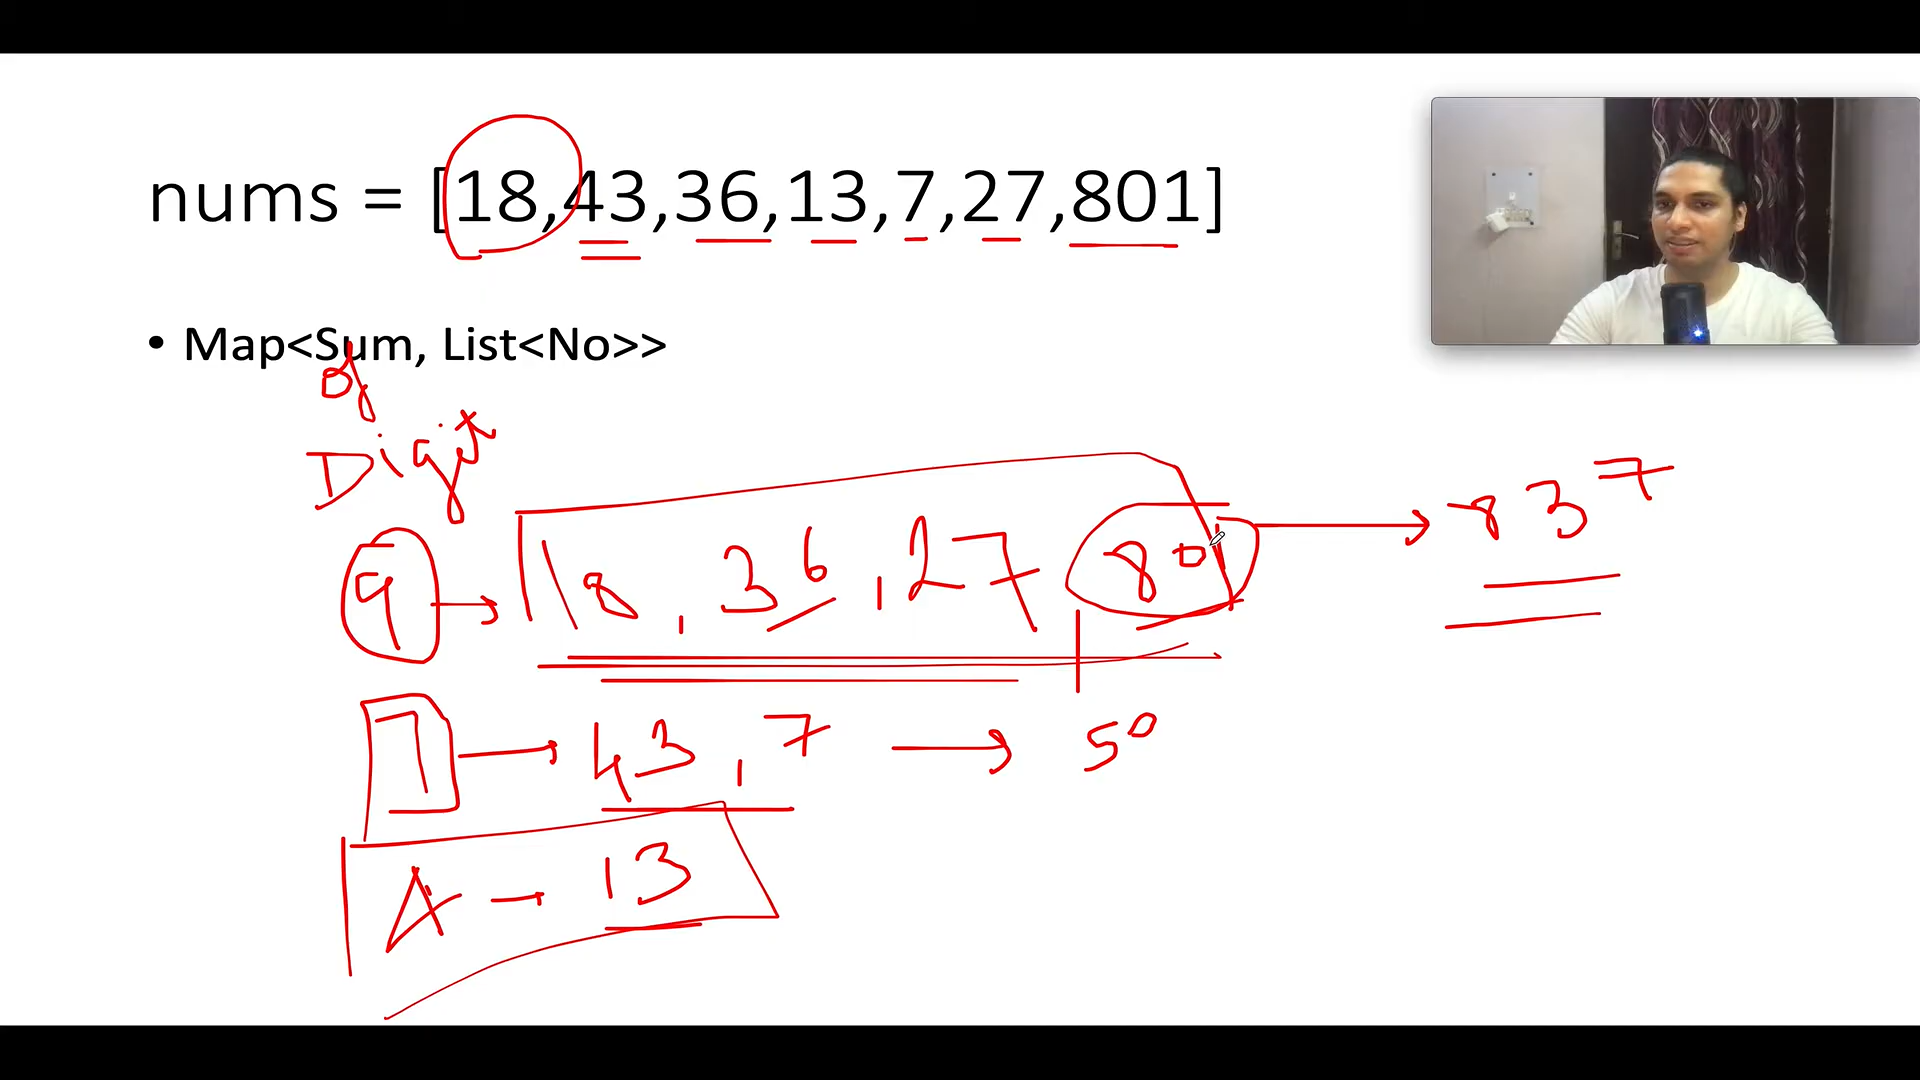 nums = [18,43,36,13,7,27,801]
• Map<Sum, List<No>>
of
Digit
9 → 18, 36, 27 801 → 837
7 → 43, 7 → 50
4 → 13